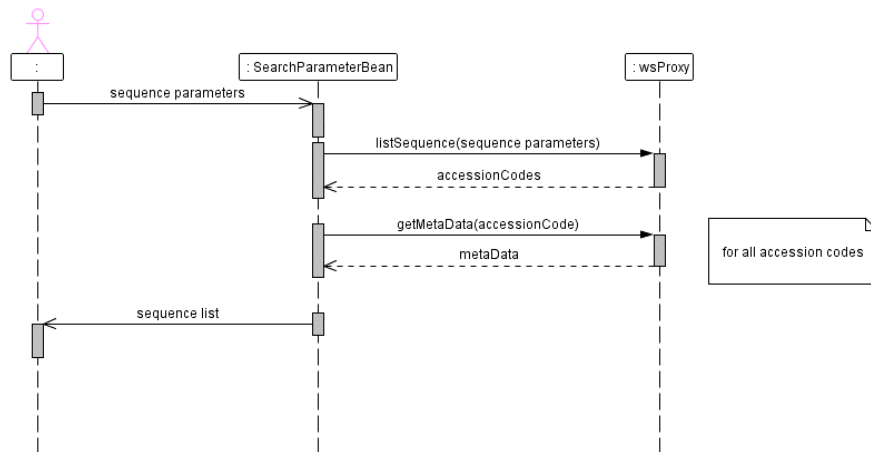 :
: SearchParameterBean
: wsProxy
sequence parameters
listSequence(sequence parameters)
accessionCodes
getMetaData(accessionCode)
for all accession codes
metaData
sequence list